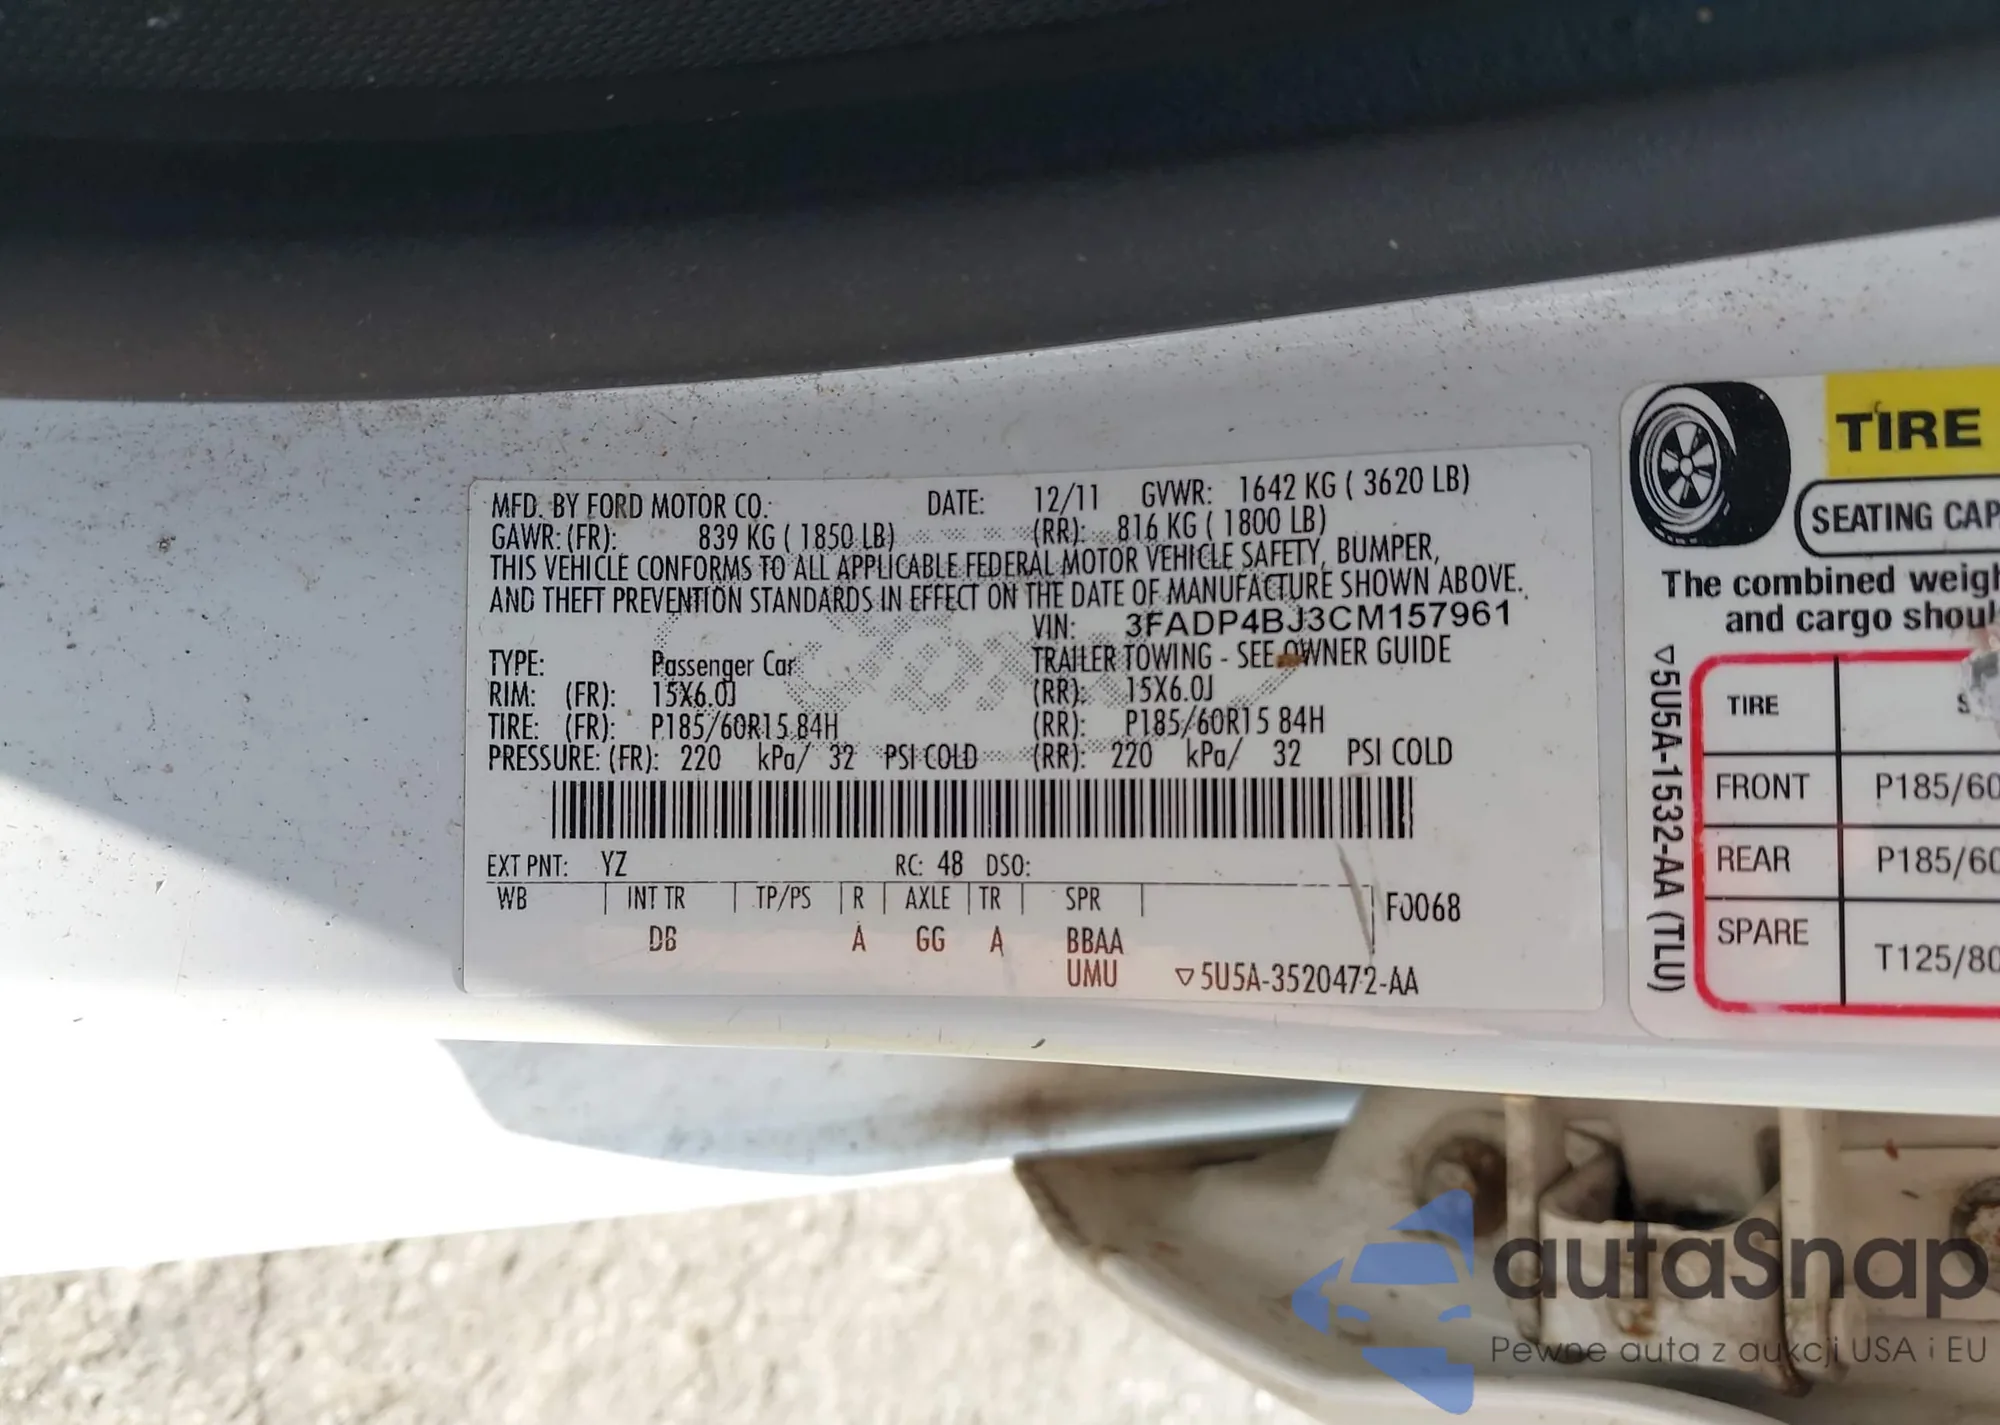 MFD. BY FORD MOTOR CO. DATE: 12/11 GVWR: 1642 KG ( 3620 LB)
GAWR: (FR): 839 KG ( 1850 LB) (RR): 816 KG ( 1800 LB)
THIS VEHICLE CONFORMS TO ALL APPLICABLE FEDERAL MOTOR VEHICLE SAFETY, BUMPER,
AND THEFT PREVENTION STANDARDS IN EFFECT ON THE DATE OF MANUFACTURE SHOWN ABOVE.
VIN: 3FADP4BJ3CM157961
TYPE: Passenger Car TRAILER TOWING - SEE OWNER GUIDE
RIM: (FR): 15X6.0J (RR): 15X6.0J
TIRE: (FR): P185/60R15 84H (RR): P185/60R15 84H
PRESSURE: (FR): 220 kPa/ 32 PSI COLD (RR): 220 kPa/ 32 PSI COLD
EXT PNT: YZ RC: 48 DSO:
WB INT TR TP/PS R AXLE TR SPR F0068
DB A GG A BBAA
UMU ▽5U5A-3520472-AA
TIRE
SEATING CAP
The combined weigh
and cargo shoul
▽5U5A-1532-AA (TLU)
TIRE S
FRONT P185/60
REAR P185/60
SPARE T125/80
autaSnap
Pewne auta z aukcji USA i EU